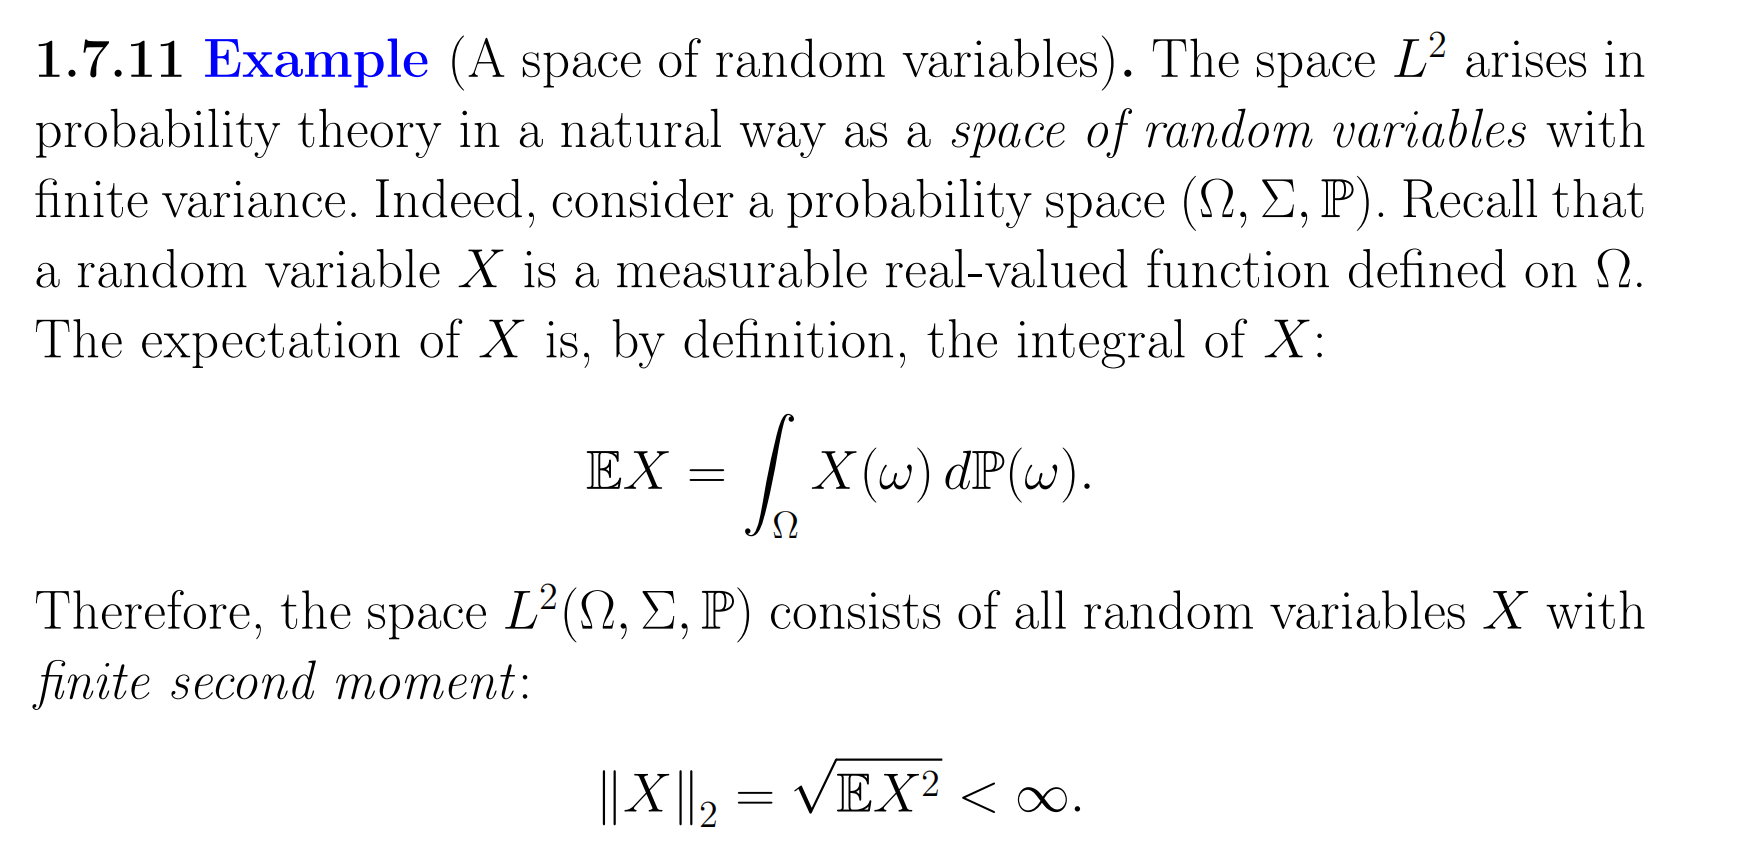 1.7.11 Example (A space of random variables). The space L² arises in
probability theory in a natural way as a space of random variables with
finite variance. Indeed, consider a probability space (Ω, Σ, ℙ). Recall that
a random variable X is a measurable real-valued function defined on Ω.
The expectation of X is, by definition, the integral of X:
𝔼X = ∫_Ω X(ω) dℙ(ω).
Therefore, the space L²(Ω, Σ, ℙ) consists of all random variables X with
finite second moment:
‖X‖₂ = √(𝔼X²) < ∞.